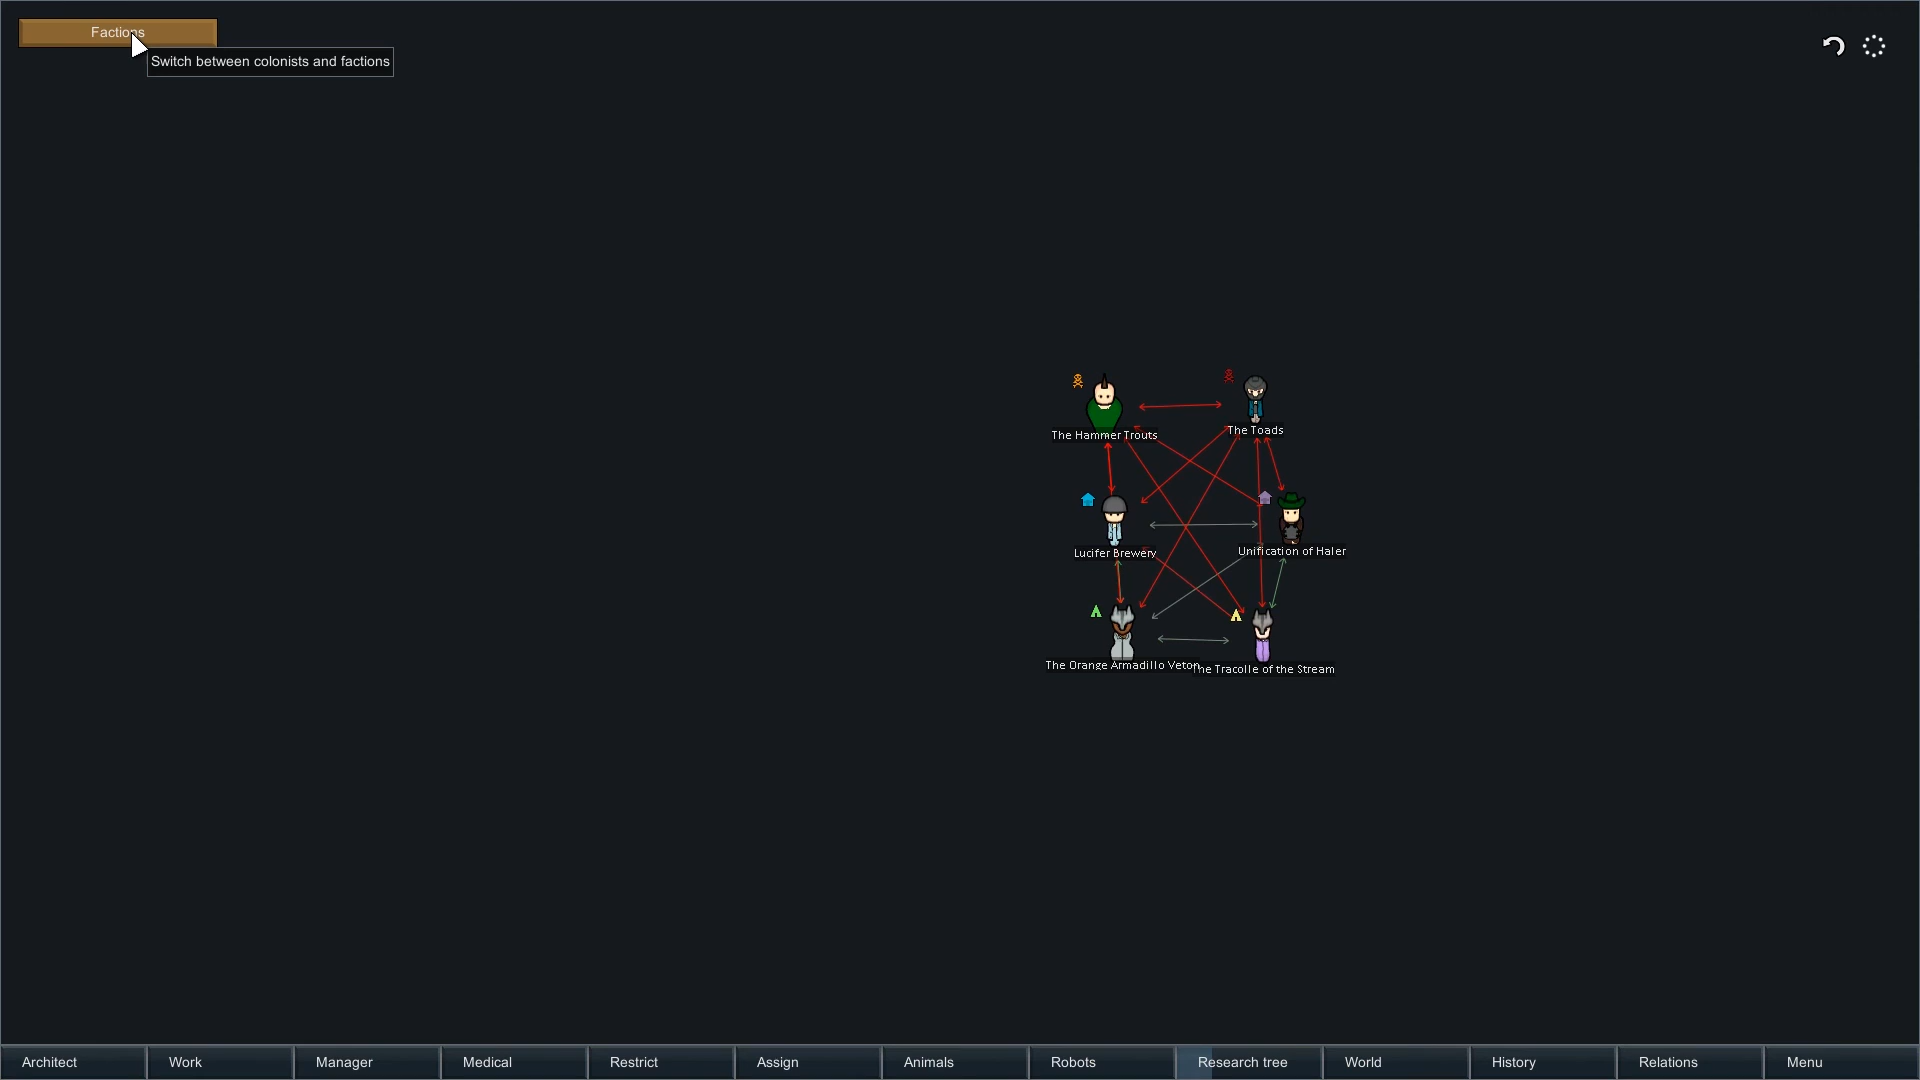 Factions
Switch between colonists and factions
The Hammer Trouts
The Toads
Lucifer Brewery
Unification of Haler
The Orange Armadillo Veton
The Tracolle of the Stream
Architect
Work
Manager
Medical
Restrict
Assign
Animals
Robots
Research tree
World
History
Relations
Menu